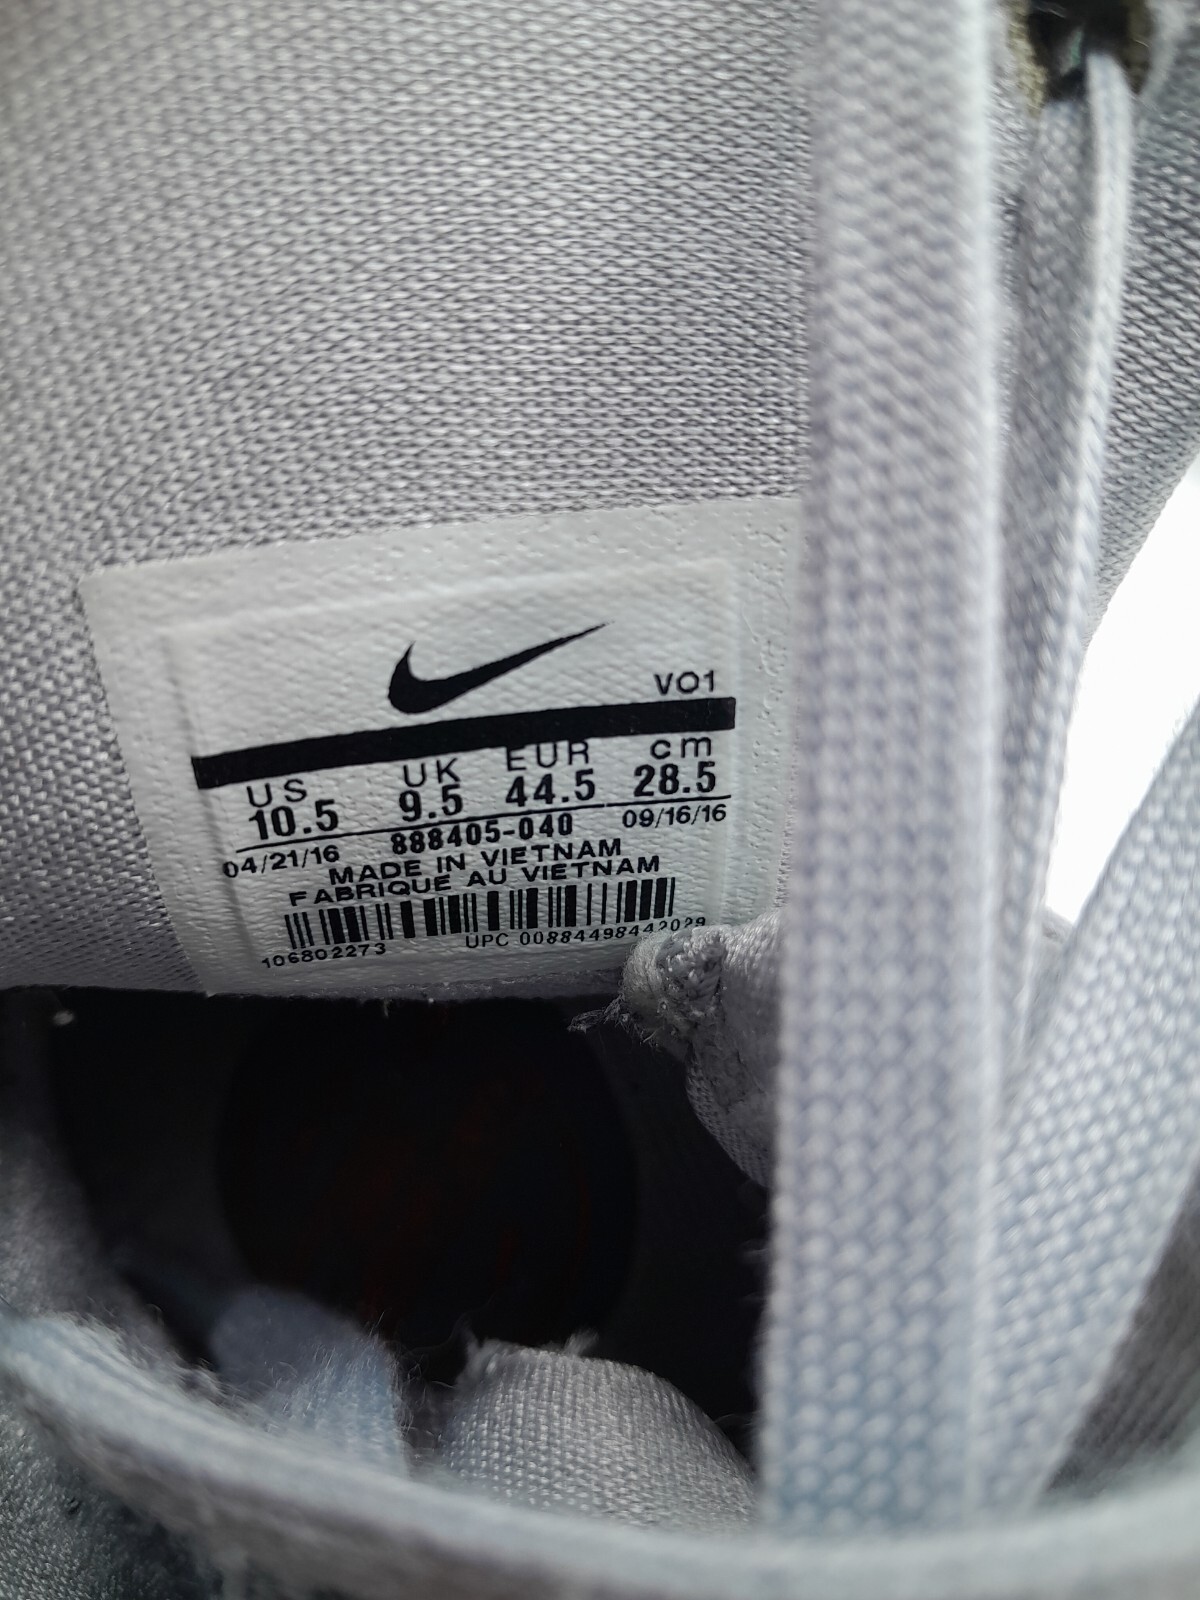 VO1
US UK EUR cm
10.5 9.5 44.5 28.5
04/21/16 888405-040 09/16/16
MADE IN VIETNAM
FABRIQUE AU VIETNAM
106802273 UPC 00884498442029